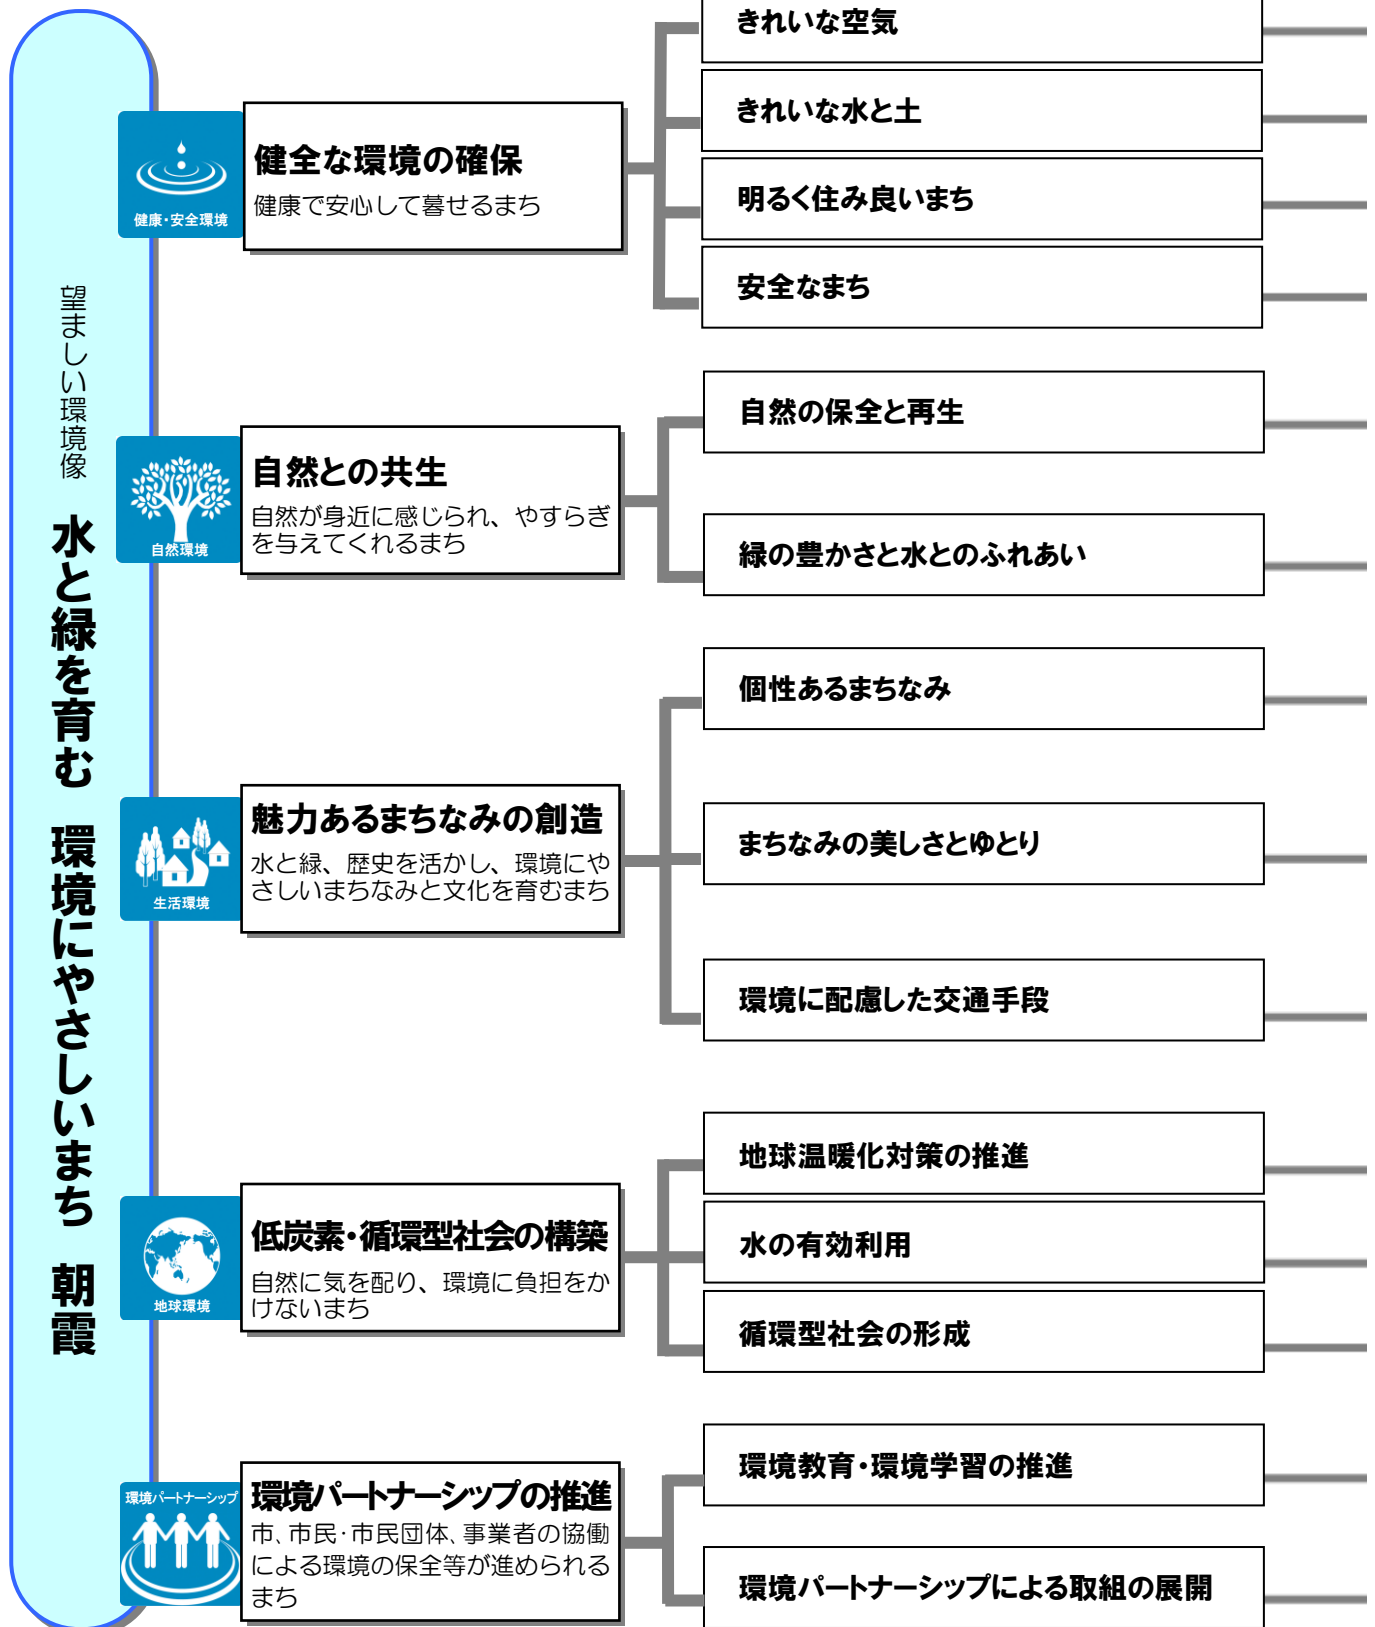 望ましい環境像　水と緑を育む　環境にやさしいまち　朝霞
健康・安全環境
健全な環境の確保
健康で安心して暮せるまち
きれいな空気
きれいな水と土
明るく住み良いまち
安全なまち
自然環境
自然との共生
自然が身近に感じられ、やすらぎ
を与えてくれるまち
自然の保全と再生
緑の豊かさと水とのふれあい
生活環境
魅力あるまちなみの創造
水と緑、歴史を活かし、環境にや
さしいまちなみと文化を育むまち
個性あるまちなみ
まちなみの美しさとゆとり
環境に配慮した交通手段
地球環境
低炭素・循環型社会の構築
自然に気を配り、環境に負担をか
けないまち
地球温暖化対策の推進
水の有効利用
循環型社会の形成
環境パートナーシップ
環境パートナーシップの推進
市、市民・市民団体、事業者の協働
による環境の保全等が進められる
まち
環境教育・環境学習の推進
環境パートナーシップによる取組の展開